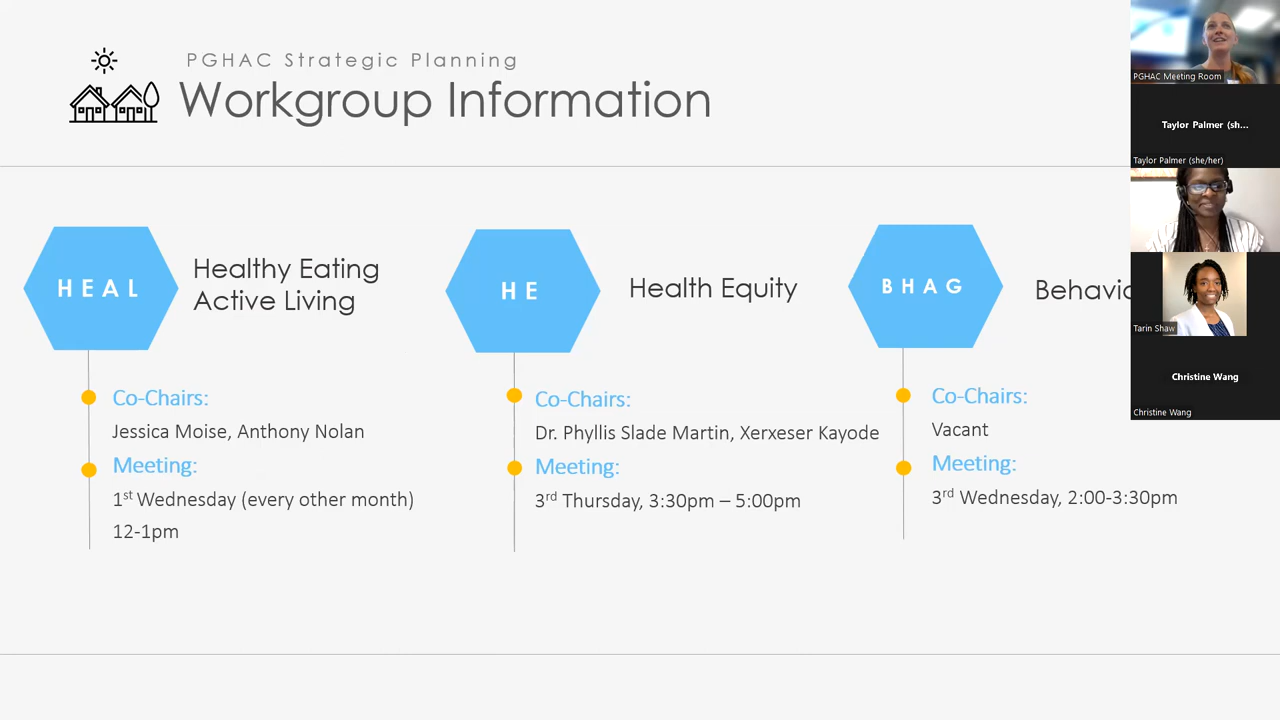 PGHAC Strategic Planning
Workgroup Information
HEAL
Healthy Eating
Active Living
Co-Chairs:
Jessica Moise, Anthony Nolan
Meeting:
1st Wednesday (every other month)
12-1pm
HE
Health Equity
Co-Chairs:
Dr. Phyllis Slade Martin, Xerxeser Kayode
Meeting:
3rd Thursday, 3:30pm – 5:00pm
BHAG
Co-Chairs:
Vacant
Meeting:
3rd Wednesday, 2:00-3:30pm
PGHAC Meeting Room
Taylor Palmer (sh...
Taylor Palmer (she/her)
Tarin Shaw
Christine Wang
Christine Wang